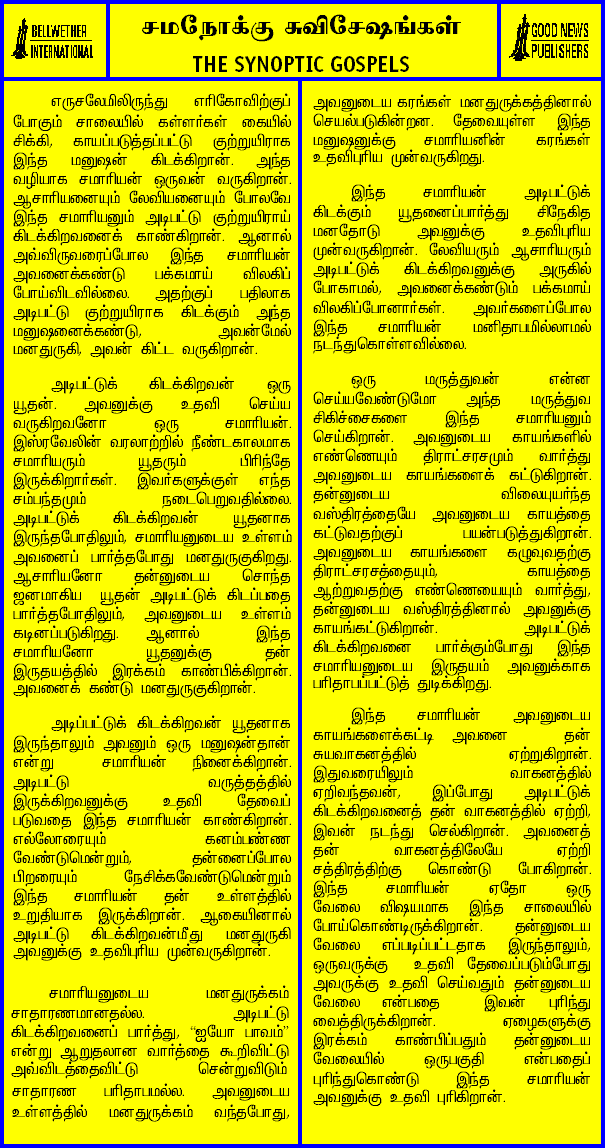 BELLWETHER
INTERNATIONAL
சமநோக்கு சுவிசேஷங்கள்
THE SYNOPTIC GOSPELS
GOOD NEWS
PUBLISHERS
எருசலேமிலிருந்து எரிகோவிற்குப்
போகும் சாலையில் கள்ளர்கள் கையில்
சிக்கி, காயப்படுத்தப்பட்டு குற்றுயிராக
இந்த மனுஷன் கிடக்கிறான். அந்த
வழியாக சமாரியன் ஒருவன் வருகிறான்.
ஆசாரியனையும் லேவியனையும் போலவே
இந்த சமாரியனும் அடிபட்டு குற்றுயிராய்
கிடக்கிறவனைக் காண்கிறான். ஆனால்
அவ்விருவரைப்போல இந்த சமாரியன்
அவனைக்கண்டு பக்கமாய் விலகிப்
போய்விடவில்லை. அதற்குப் பதிலாக
அடிபட்டு குற்றுயிராக கிடக்கும் அந்த
மனுஷனைக்கண்டு, அவன்மேல்
மனதுருகி, அவன் கிட்ட வருகிறான்.
அடிபட்டுக் கிடக்கிறவன் ஒரு
யூதன். அவனுக்கு உதவி செய்ய
வருகிறவனோ ஒரு சமாரியன்.
இஸ்ரவேலின் வரலாற்றில் நீண்டகாலமாக
சமாரியரும் யூதரும் பிரிந்தே
இருக்கிறார்கள். இவர்களுக்குள் எந்த
சம்பந்தமும் நடைபெறுவதில்லை.
அடிபட்டுக் கிடக்கிறவன் யூதனாக
இருந்தபோதிலும், சமாரியனுடைய உள்ளம்
அவனைப் பார்த்தபோது மனதுருகுகிறது.
ஆசாரியனோ தன்னுடைய சொந்த
ஜனமாகிய யூதன் அடிபட்டுக் கிடப்பதை
பார்த்தபோதிலும், அவனுடைய உள்ளம்
கடினப்படுகிறது. ஆனால் இந்த
சமாரியனோ யூதனுக்கு தன்
இருதயத்தில் இரக்கம் காண்பிக்கிறான்.
அவனைக் கண்டு மனதுருகுகிறான்.
அடிப்பட்டுக் கிடக்கிறவன் யூதனாக
இருந்தாலும் அவனும் ஒரு மனுஷன்தான்
என்று சமாரியன் நினைக்கிறான்.
அடிபட்டு வருத்தத்தில்
இருக்கிறவனுக்கு உதவி தேவைப்
படுவதை இந்த சமாரியன் காண்கிறான்.
எல்லோரையும் கனம்பண்ண
வேண்டுமென்றும், தன்னைப்போல
பிறரையும் நேசிக்கவேண்டுமென்றும்
இந்த சமாரியன் தன் உள்ளத்தில்
உறுதியாக இருக்கிறான். ஆகையினால்
அடிபட்டு கிடக்கிறவன்மீது மனதுருகி
அவனுக்கு உதவிபுரிய முன்வருகிறான்.
சமாரியனுடைய மனதுருக்கம்
சாதாரணமானதல்ல. அடிபட்டு
கிடக்கிறவனைப் பார்த்து, “ஐயோ பாவம்”
என்று ஆறுதலான வார்த்தை கூறிவிட்டு
அவ்விடத்தைவிட்டு சென்றுவிடும்
சாதாரண பரிதாபமல்ல. அவனுடைய
உள்ளத்தில் மனதுருக்கம் வந்தபோது,
அவனுடைய கரங்கள் மனதுருக்கத்தினால்
செயல்படுகின்றன. தேவையுள்ள இந்த
மனுஷனுக்கு சமாரியனின் கரங்கள்
உதவிபுரிய முன்வருகிறது.
இந்த சமாரியன் அடிபட்டுக்
கிடக்கும் யூதனைப்பார்த்து சிநேகித
மனதோடு அவனுக்கு உதவிபுரிய
முன்வருகிறான். லேவியரும் ஆசாரியரும்
அடிபட்டுக் கிடக்கிறவனுக்கு அருகில்
போகாமல், அவனைக்கண்டும் பக்கமாய்
விலகிப்போனார்கள். அவர்களைப்போல
இந்த சமாரியன் மனிதாபமில்லாமல்
நடந்துகொள்ளவில்லை.
ஒரு மருத்துவன் என்ன
செய்யவேண்டுமோ அந்த மருத்துவ
சிகிச்சைகளை இந்த சமாரியனும்
செய்கிறான். அவனுடைய காயங்களில்
எண்ணெயும் திராட்சரசமும் வார்த்து
அவனுடைய காயங்களைக் கட்டுகிறான்.
தன்னுடைய விலையுயர்ந்த
வஸ்திரத்தையே அவனுடைய காயத்தை
கட்டுவதற்குப் பயன்படுத்துகிறான்.
அவனுடைய காயங்களை கழுவுவதற்கு
திராட்சரசத்தையும், காயத்தை
ஆற்றுவதற்கு எண்ணெயையும் வார்த்து,
தன்னுடைய வஸ்திரத்தினால் அவனுக்கு
காயங்கட்டுகிறான். அடிபட்டுக்
கிடக்கிறவனை பார்க்கும்போது இந்த
சமாரியனுடைய இருதயம் அவனுக்காக
பரிதாபப்பட்டுத் துடிக்கிறது.
இந்த சமாரியன் அவனுடைய
காயங்களைக்கட்டி அவனை தன்
சுயவாகனத்தில் ஏற்றுகிறான்.
இதுவரையிலும் வாகனத்தில்
ஏறிவந்தவன், இப்போது அடிபட்டுக்
கிடக்கிறவனைத் தன் வாகனத்தில் ஏற்றி,
இவன் நடந்து செல்கிறான். அவனைத்
தன் வாகனத்திலேயே ஏற்றி
சத்திரத்திற்கு கொண்டு போகிறான்.
இந்த சமாரியன் ஏதோ ஒரு
வேலை விஷயமாக இந்த சாலையில்
போய்கொண்டிருக்கிறான். தன்னுடைய
வேலை எப்படிப்பட்டதாக இருந்தாலும்,
ஒருவருக்கு உதவி தேவைப்படும்போது
அவருக்கு உதவி செய்வதும் தன்னுடைய
வேலை என்பதை இவன் புரிந்து
வைத்திருக்கிறான். ஏழைகளுக்கு
இரக்கம் காண்பிப்பதும் தன்னுடைய
வேலையில் ஒருபகுதி என்பதைப்
புரிந்துகொண்டு இந்த சமாரியன்
அவனுக்கு உதவி புரிகிறான்.